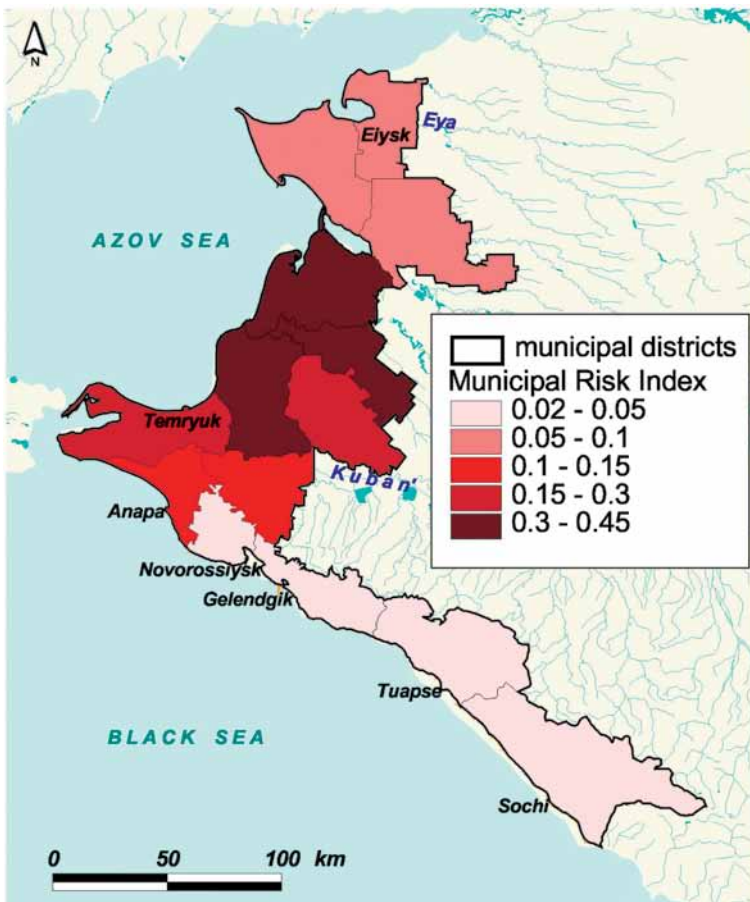 N
Eiysk
Eya
AZOV SEA
municipal districts
Municipal Risk Index
0.02 - 0.05
0.05 - 0.1
0.1 - 0.15
0.15 - 0.3
0.3 - 0.45
Temryuk
Kuban'
Anapa
Novorossiysk
Gelendgik
Tuapse
BLACK SEA
Sochi
0 50 100 km